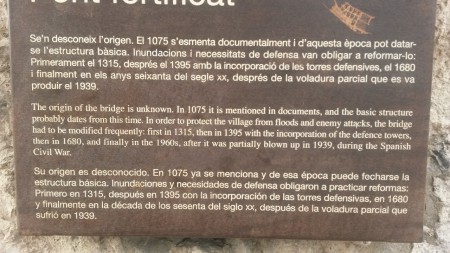 Pont fortificat
Se'n desconeix l'origen. El 1075 s'esmenta documentalment i d'aquesta època pot datar-
se l'estructura bàsica. Inundacions i necessitats de defensa van obligar a reformar-lo:
Primerament el 1315, després el 1395 amb la incorporació de les torres defensives, el 1680
i finalment en els anys seixanta del segle XX, després de la voladura parcial que es va
produir el 1939.
The origin of the bridge is unknown. In 1075 it is mentioned in documents, and the basic structure
probably dates from this time. In order to protect the village from floods and enemy attacks, the bridge
had to be modified frequently: first in 1315, then in 1395 with the incorporation of the defence towers,
then in 1680, and finally in the 1960s, after it was partially blown up in 1939, during the Spanish
Civil War.
Su origen es desconocido. En 1075 ya se menciona y de esa época puede fecharse la
estructura básica. Inundaciones y necesidades de defensa obligaron a practicar reformas:
Primero en 1315, después en 1395 con la incorporación de las torres defensivas, en 1680
y finalmente en la década de los sesenta del siglo XX, después de la voladura parcial que
sufrió en 1939.